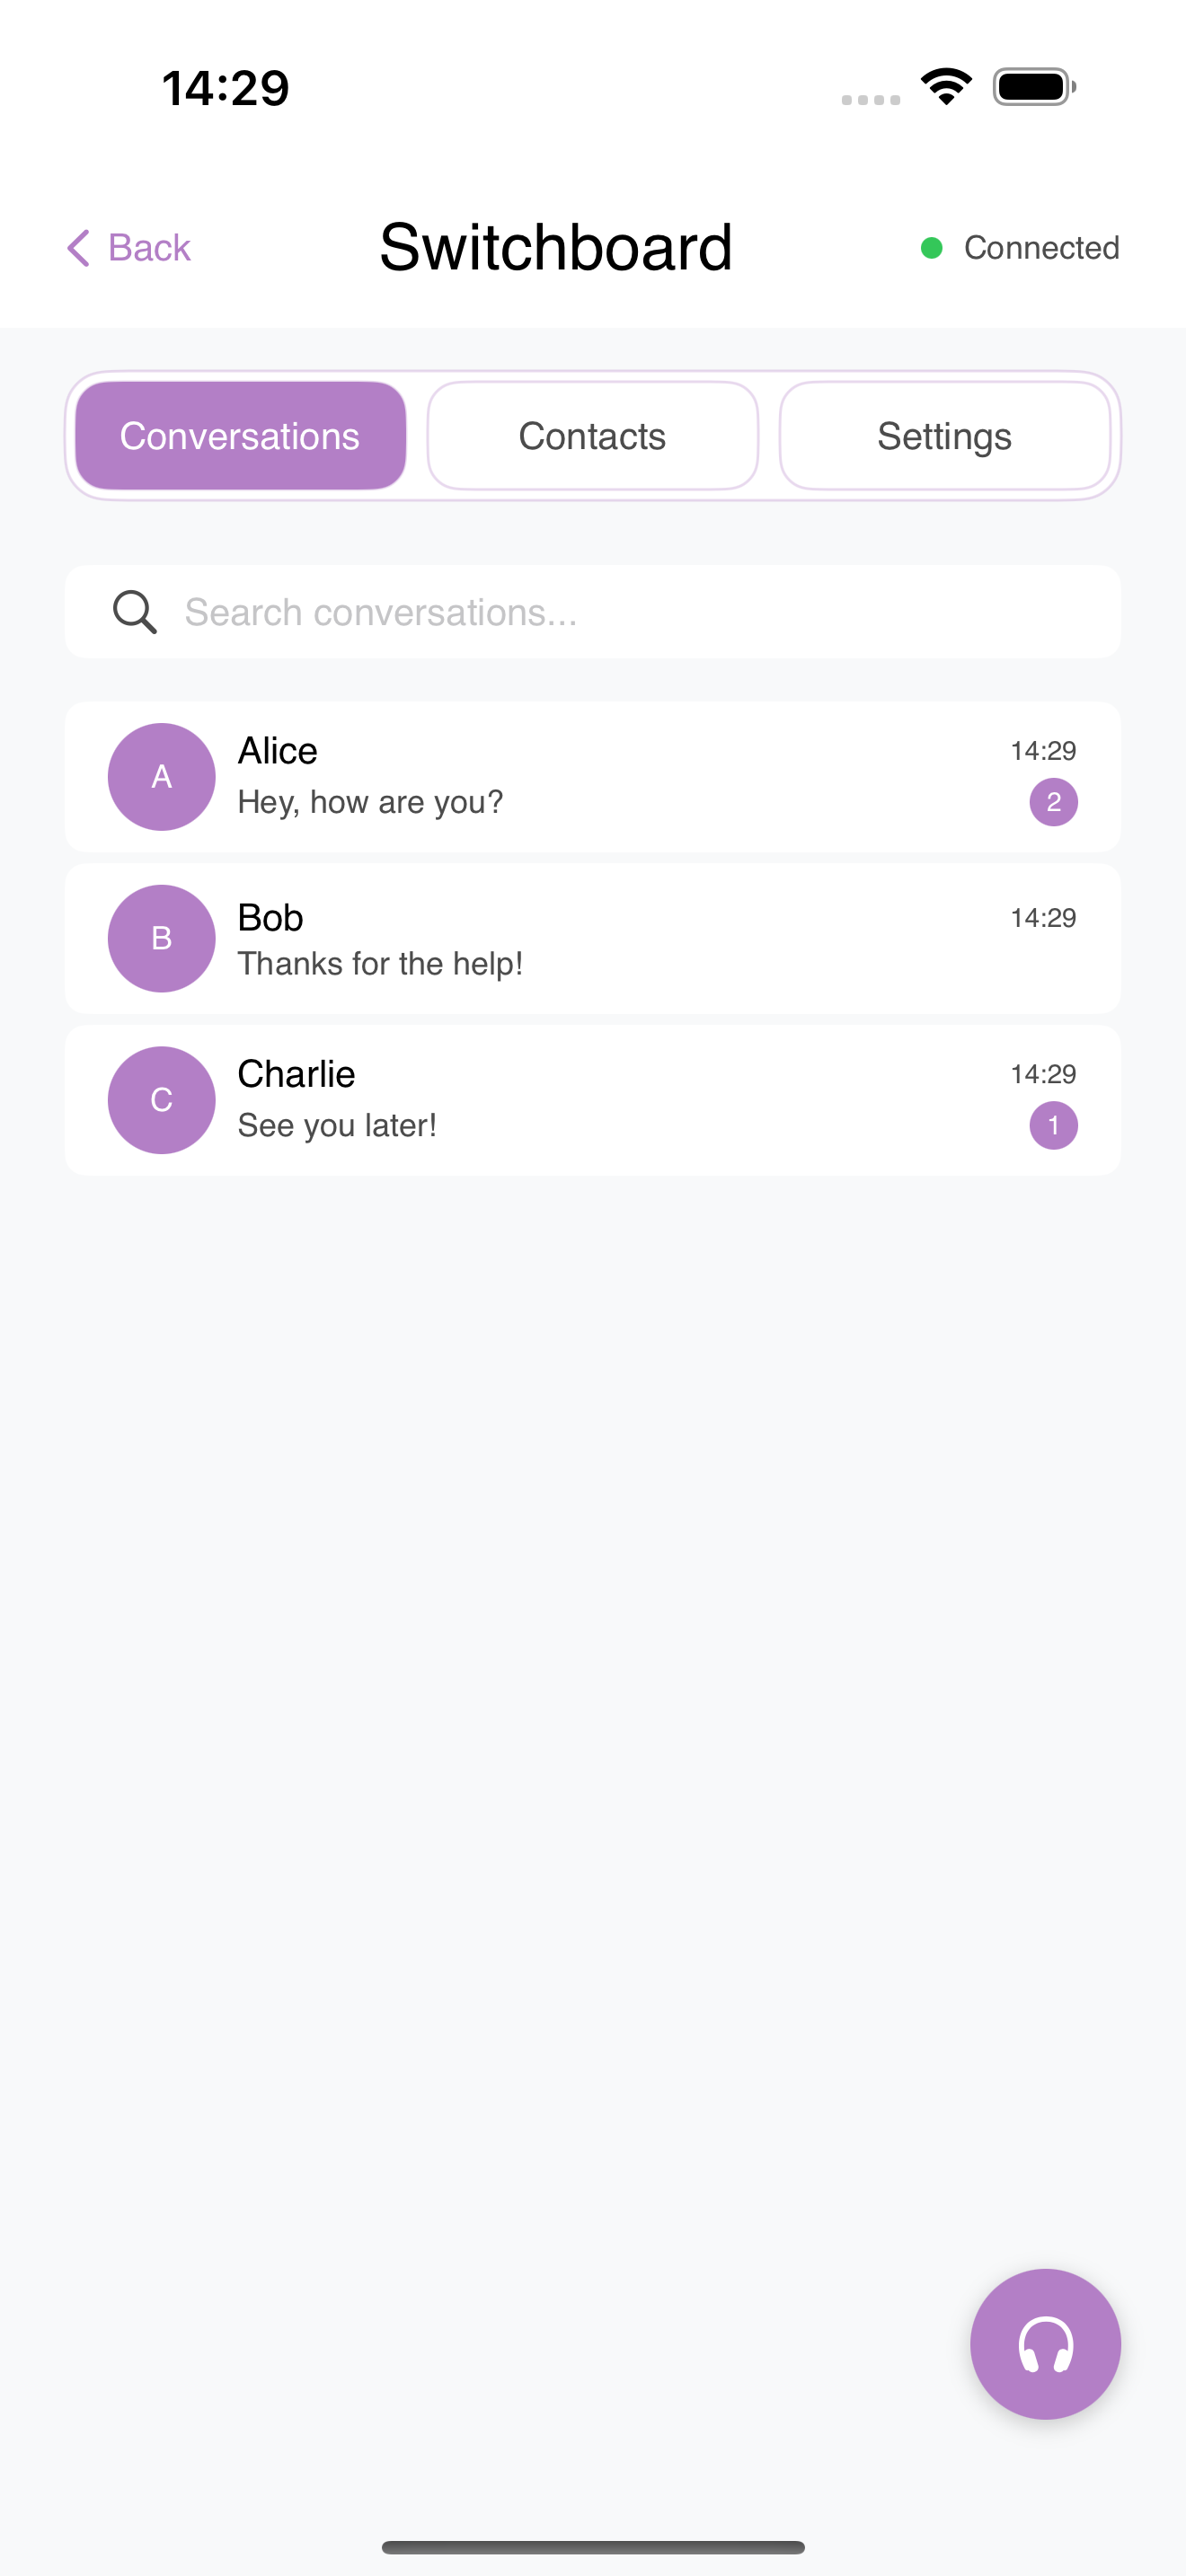 14:29
Back
Switchboard
Connected
Conversations
Contacts
Settings
Search conversations...
A
Alice
14:29
Hey, how are you?
2
B
Bob
14:29
Thanks for the help!
C
Charlie
14:29
See you later!
1